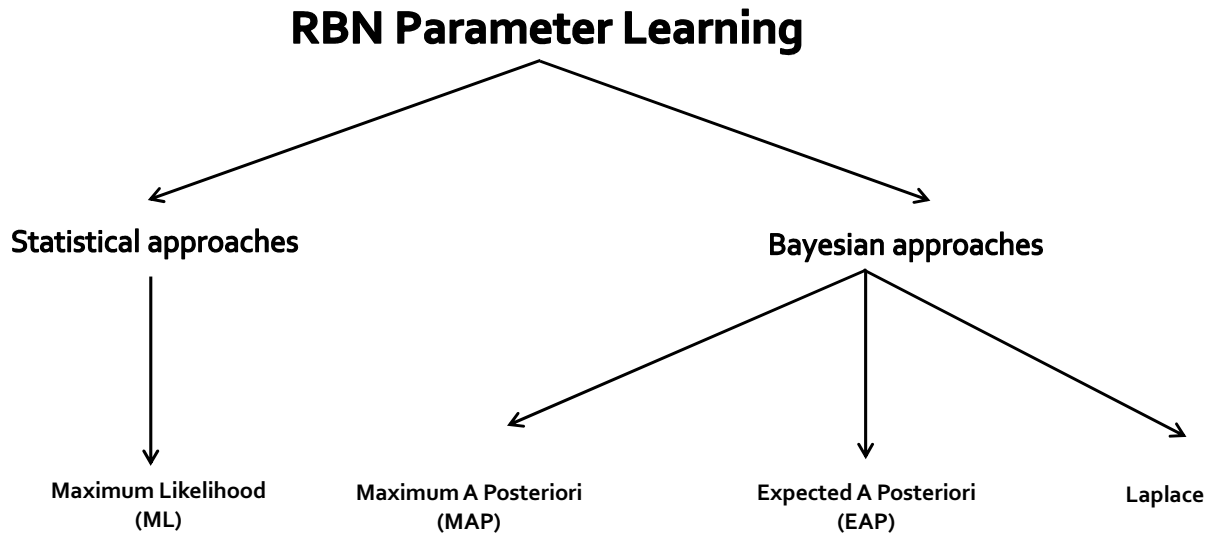 RBN Parameter Learning
Statistical approaches
Bayesian approaches
Maximum Likelihood
(ML)
Maximum A Posteriori
(MAP)
Expected A Posteriori
(EAP)
Laplace